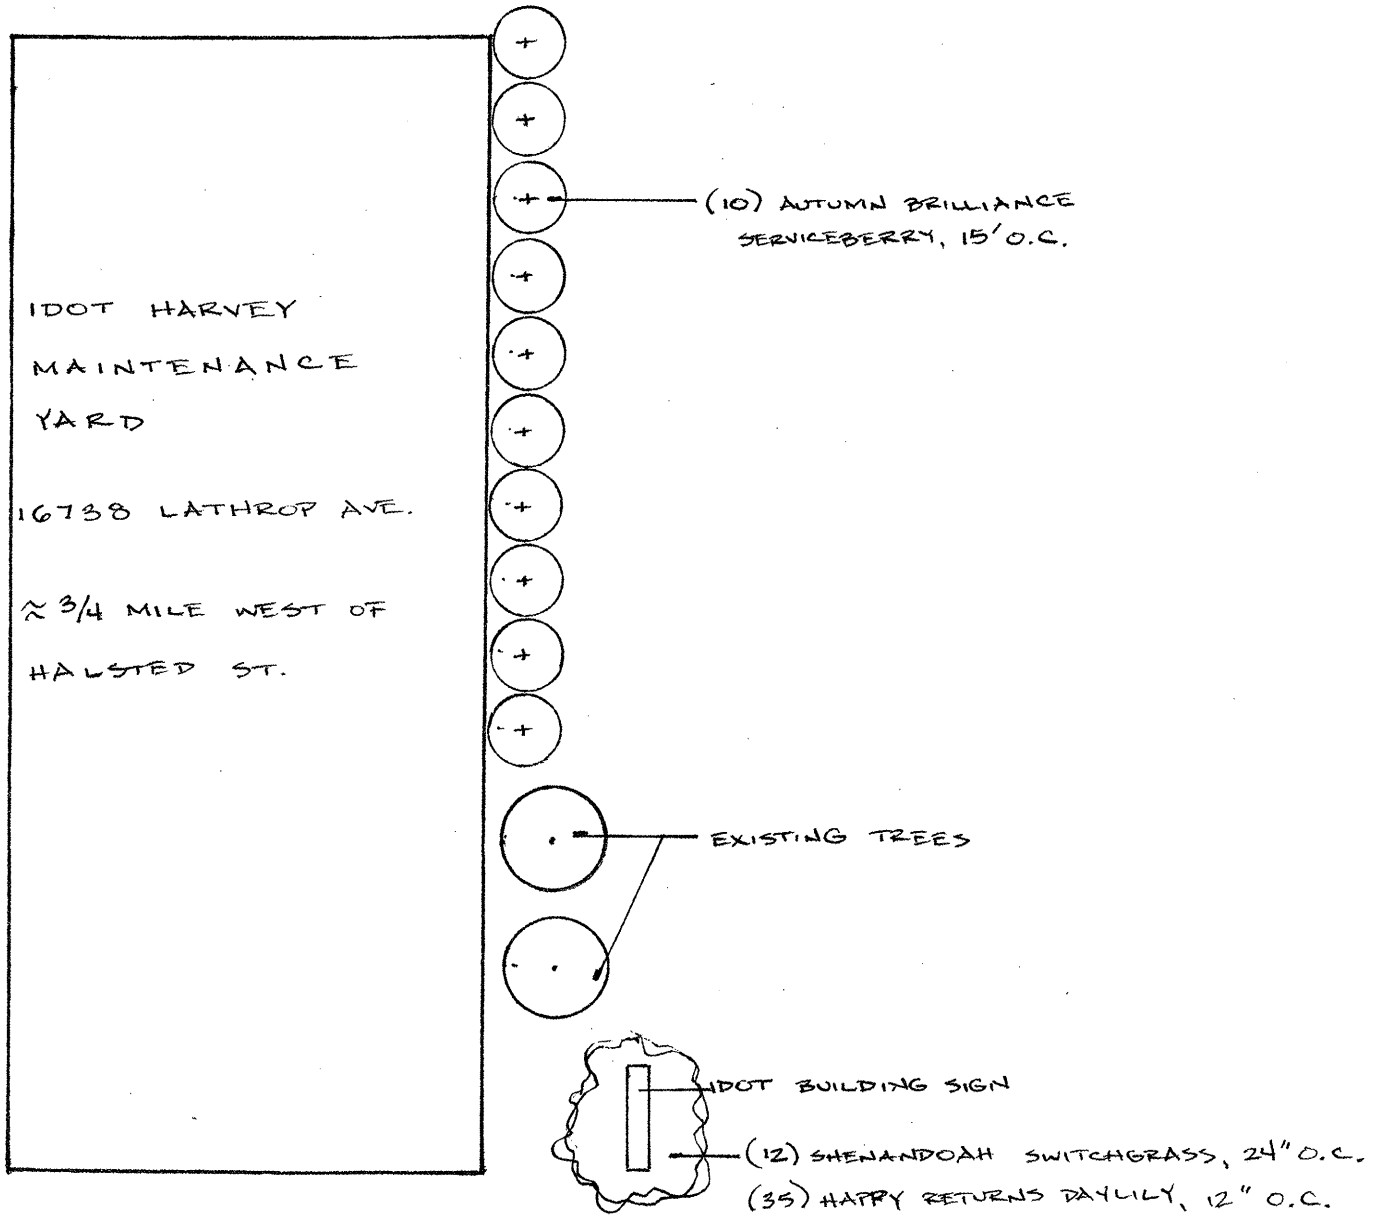 (10) AUTUMN BRILLIANCE
SERVICEBERRY, 15' O.C.
IDOT HARVEY
MAINTENANCE
YARD
16738 LATHROP AVE.
≈ 3/4 MILE WEST OF
HALSTED ST.
EXISTING TREES
IDOT BUILDING SIGN
(12) SHENANDOAH SWITCHGRASS, 24" O.C.
(35) HAPPY RETURNS DAYLILY, 12" O.C.